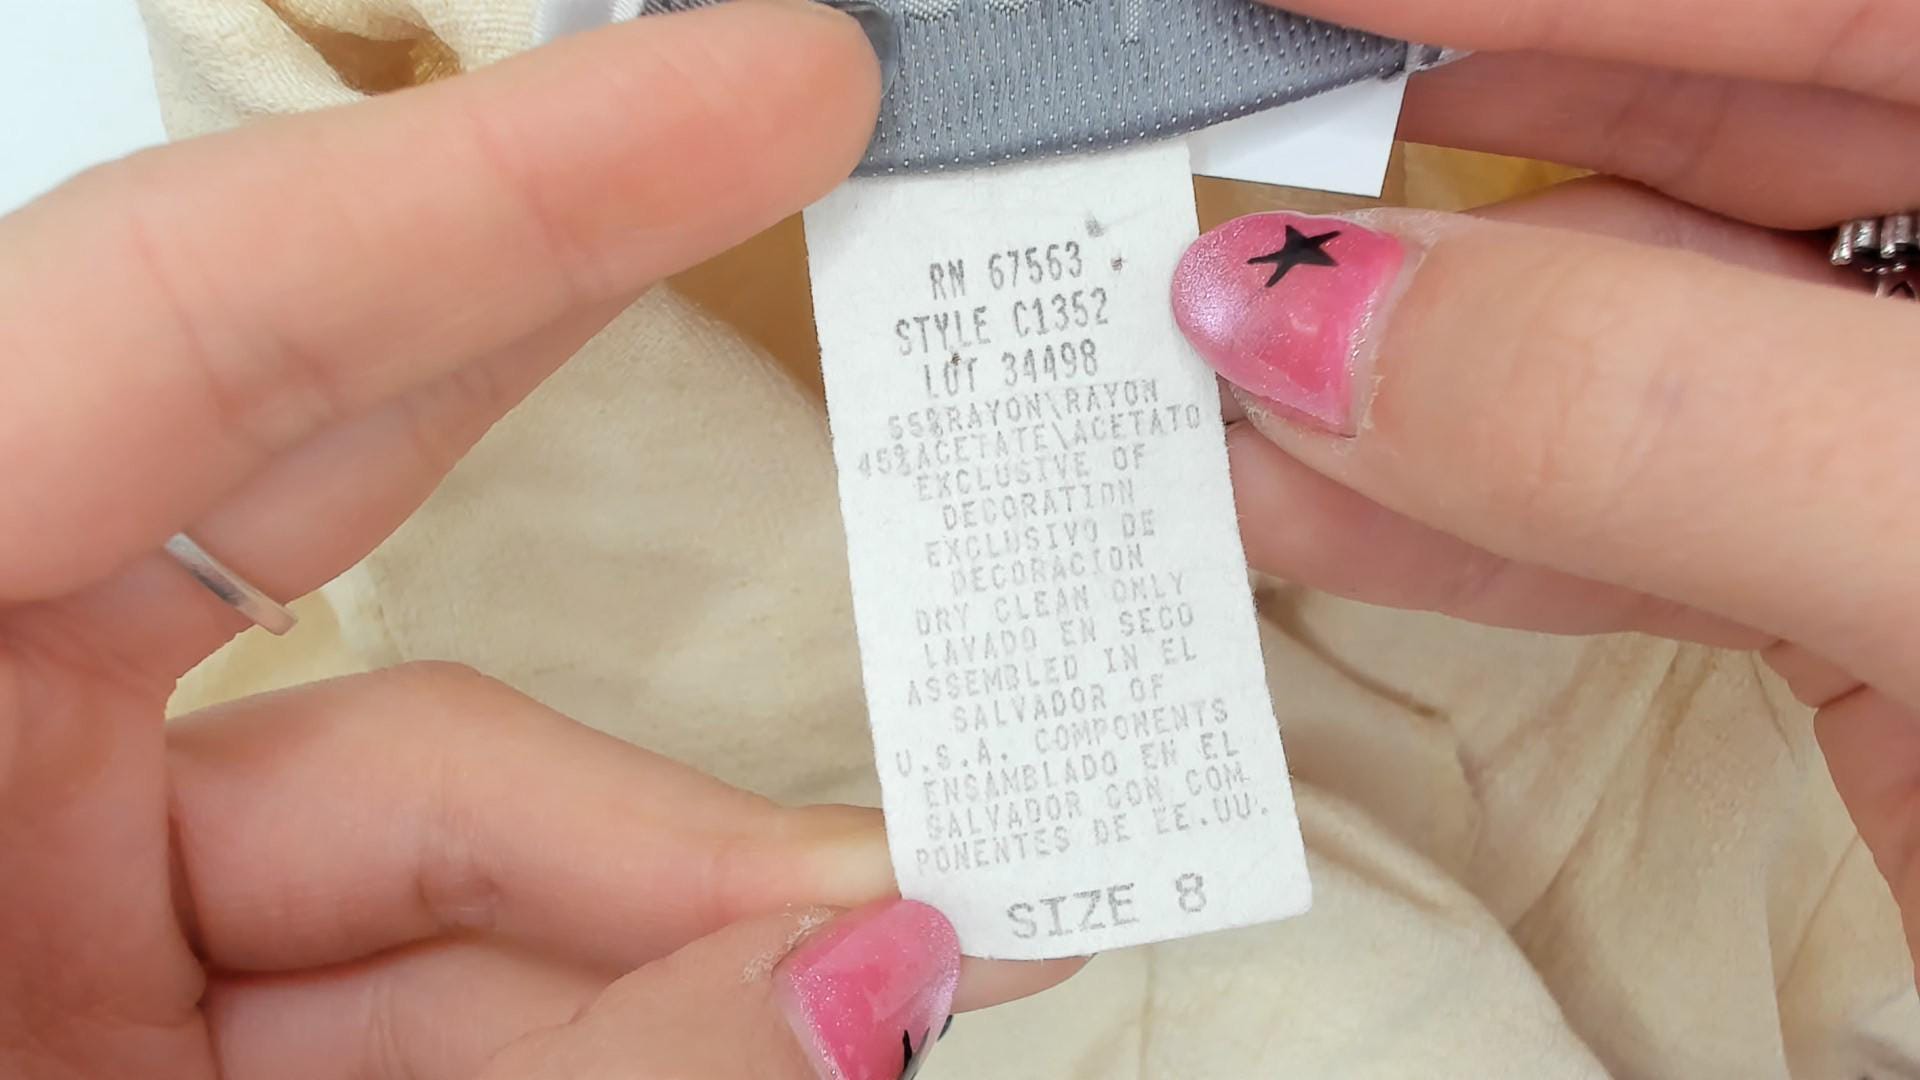 RN 67563
STYLE C1352
LOT 34498
55%RAYON\RAYON
45%ACETATE\ACETATO
EXCLUSIVE OF
DECORATION
EXCLUSIVO DE
DECORACION
DRY CLEAN ONLY
LAVADO EN SECO
ASSEMBLED IN EL
SALVADOR OF
U.S.A. COMPONENTS
ENSAMBLADO EN EL
SALVADOR CON COM
PONENTES DE EE.UU.
SIZE 8